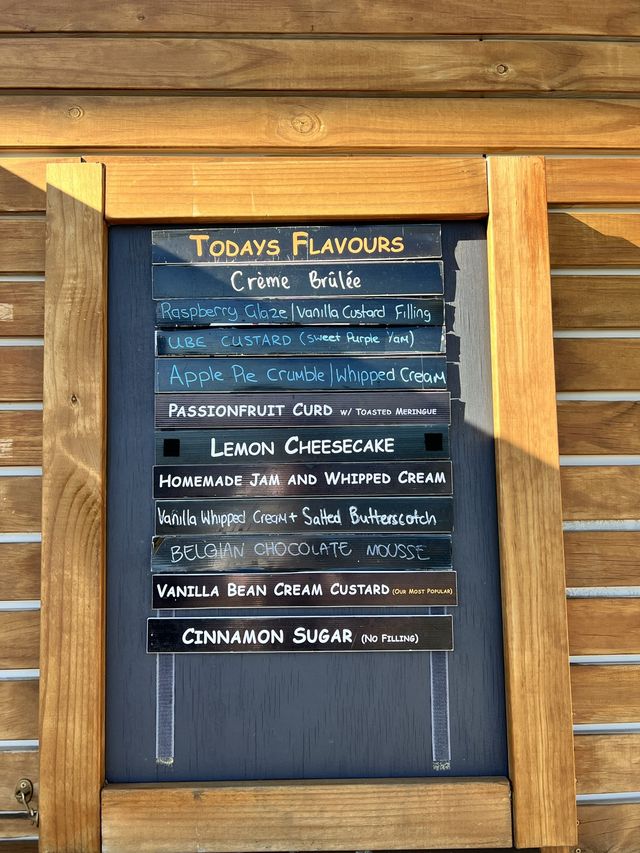 TODAYS FLAVOURS
Crème Brûlée
Raspberry Glaze | Vanilla Custard Filling
UBE CUSTARD (Sweet Purple Yam)
Apple Pie Crumble | Whipped Cream
PASSIONFRUIT CURD W/ TOASTED MERINGUE
LEMON CHEESECAKE
HOMEMADE JAM AND WHIPPED CREAM
Vanilla Whipped Cream + Salted Butterscotch
BELGIAN CHOCOLATE MOUSSE
VANILLA BEAN CREAM CUSTARD (OUR MOST POPULAR)
CINNAMON SUGAR (NO FILLING)